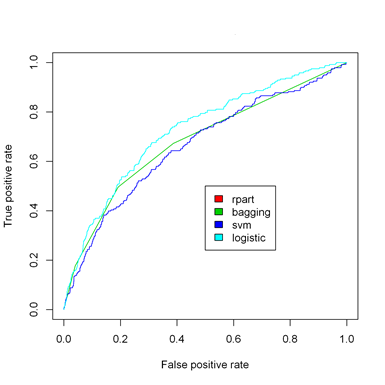 True positive rate
1.0
0.8
0.6
0.4
0.2
0.0
rpart
bagging
svm
logistic
0.0 0.2 0.4 0.6 0.8 1.0
False positive rate